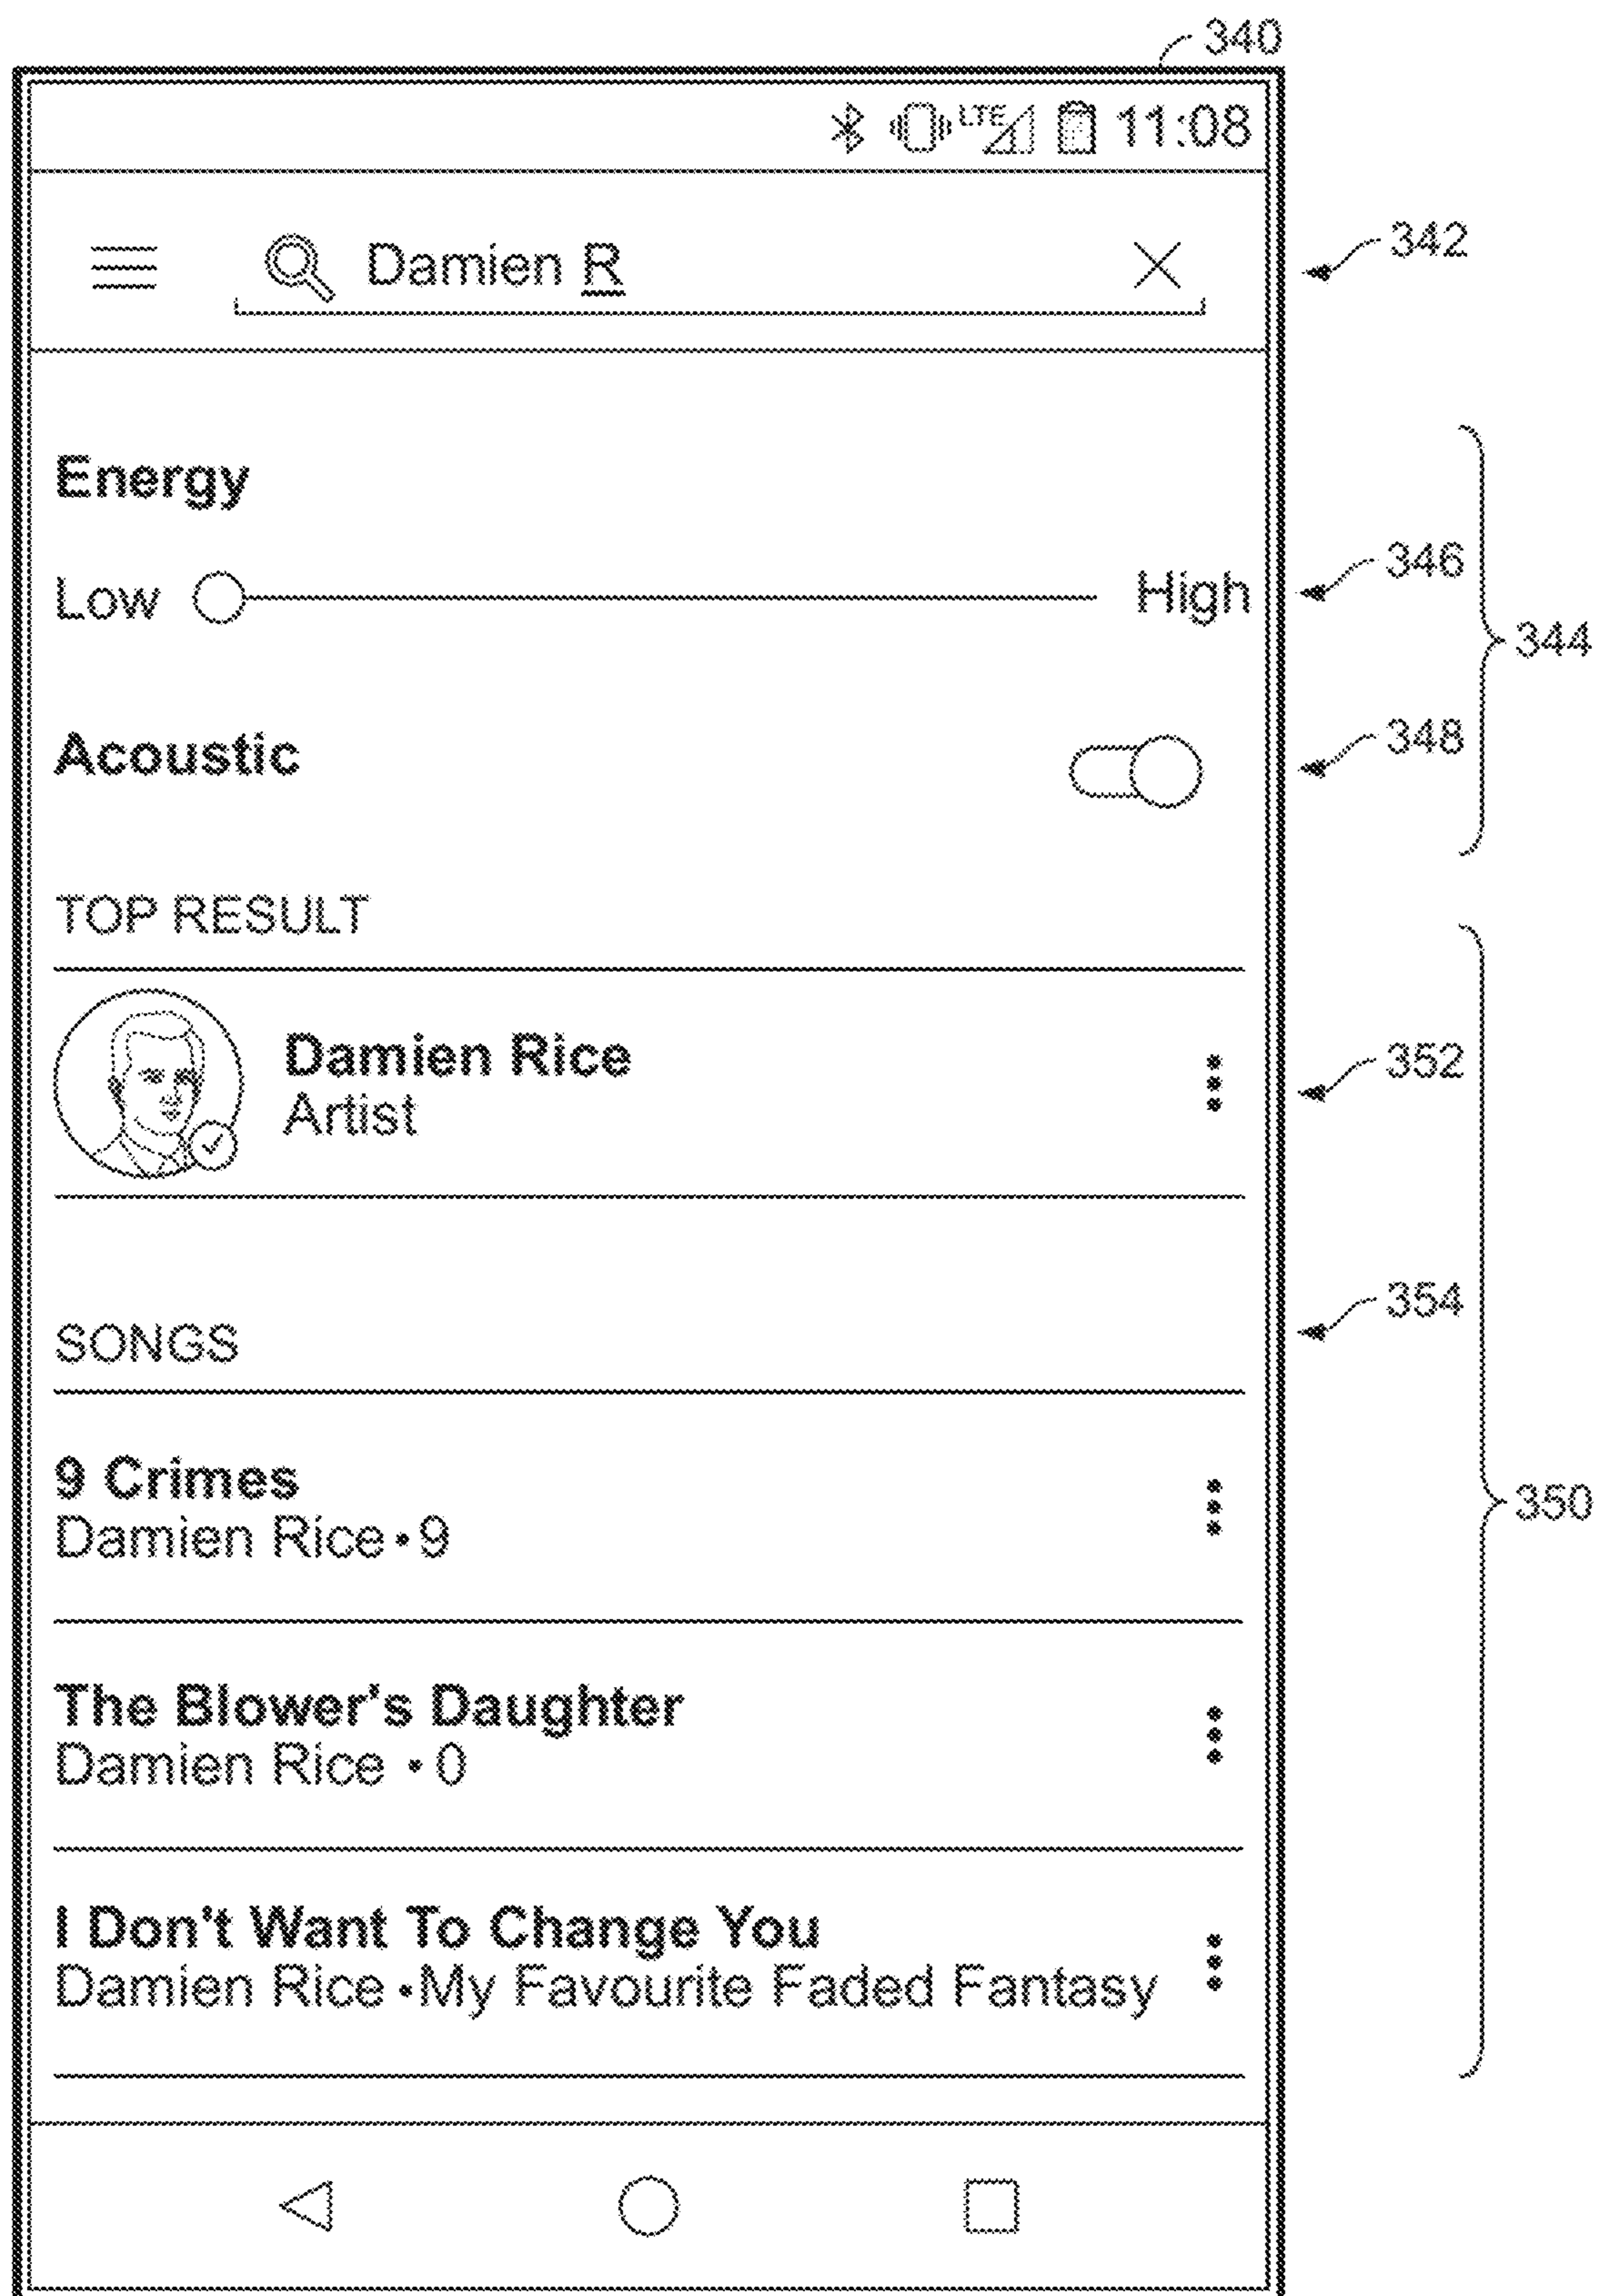 340
LTE 11:08
Damien R
342
Energy
Low High
346
344
Acoustic
348
TOP RESULT
Damien Rice
Artist
352
SONGS
354
9 Crimes
Damien Rice • 9
350
The Blower's Daughter
Damien Rice • 0
I Don't Want To Change You
Damien Rice • My Favourite Faded Fantasy